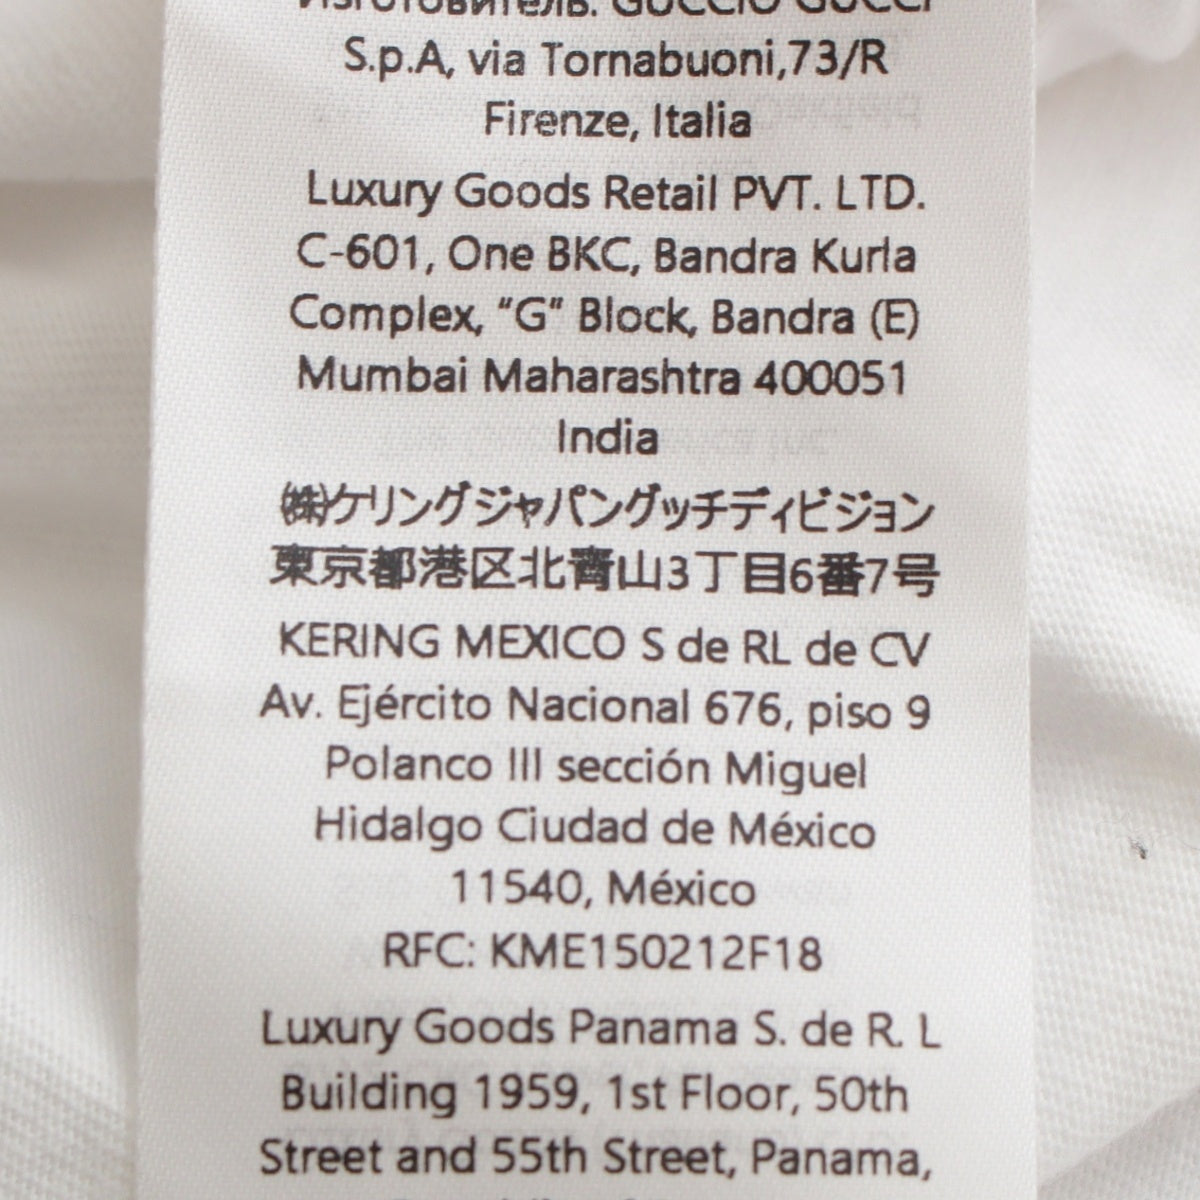 Изготовитель: GUCCIO GUCCI
S.p.A, via Tornabuoni,73/R
Firenze, Italia
Luxury Goods Retail PVT. LTD.
C-601, One BKC, Bandra Kurla
Complex, “G” Block, Bandra (E)
Mumbai Maharashtra 400051
India
㈱ケリングジャパングッチディビジョン
東京都港区北青山3丁目6番7号
KERING MEXICO S de RL de CV
Av. Ejército Nacional 676, piso 9
Polanco III sección Miguel
Hidalgo Ciudad de México
11540, México
RFC: KME150212F18
Luxury Goods Panama S. de R. L
Building 1959, 1st Floor, 50th
Street and 55th Street, Panama,